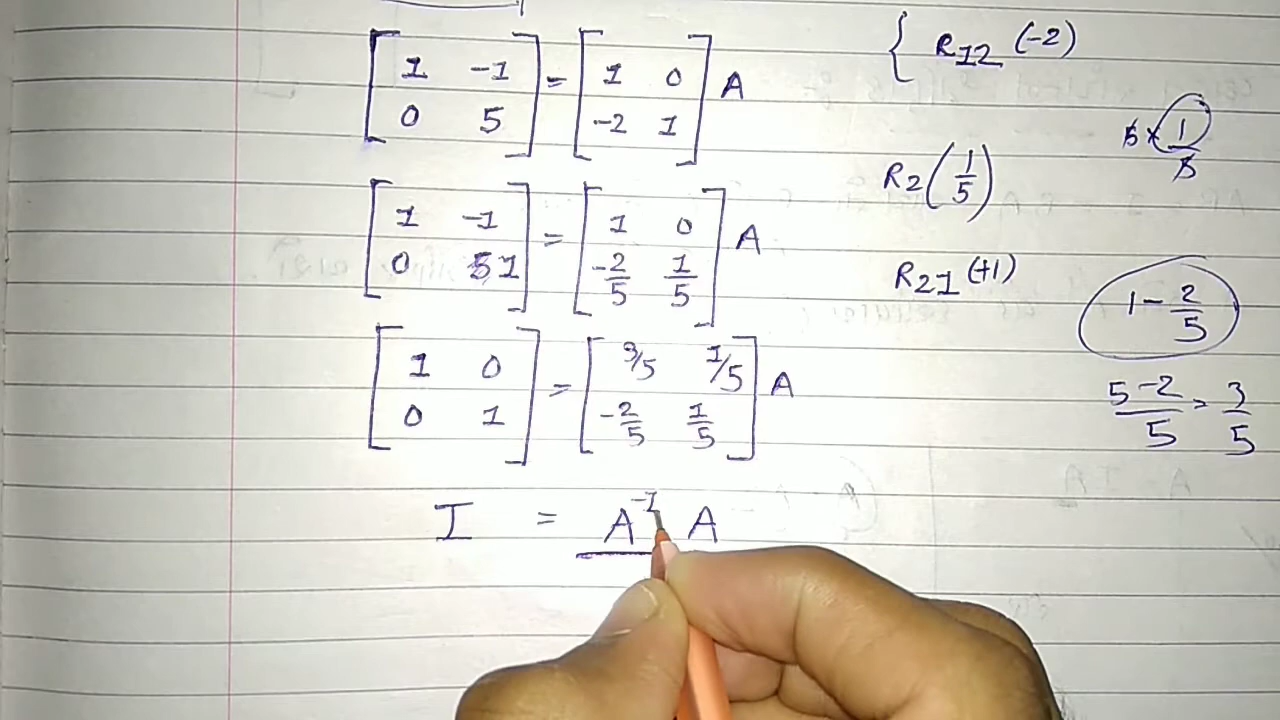 [1 -1] = [1 0] A { R12 (-2)
[0 5] [-2 1] 5 × 1/5
R2 (1/5)
[1 -1] = [1 0] A
[0 51] [-2/5 1/5] R21 (+1)
1 - 2/5
[1 0] = [3/5 1/5] A
[0 1] [-2/5 1/5] 5-2/5 = 3/5
I = A⁻¹ A